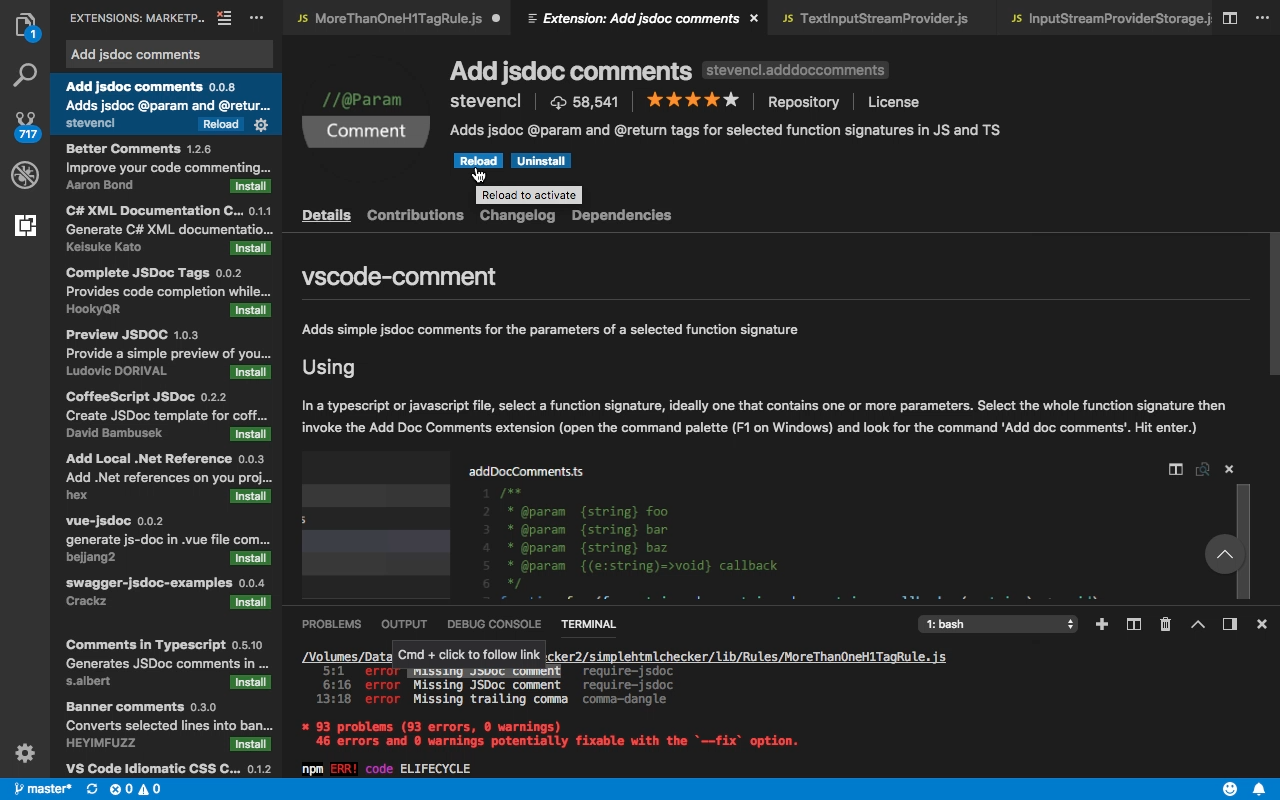 EXTENSIONS: MARKETP...
Add jsdoc comments
Add jsdoc comments 0.0.8
Adds jsdoc @param and @retur...
stevencl Reload
Better Comments 1.2.6
Improve your code commenting...
Aaron Bond Install
C# XML Documentation C... 0.1.1
Generate C# XML documentatio...
Keisuke Kato Install
Complete JSDoc Tags 0.0.2
Provides code completion while...
HookyQR Install
Preview JSDOC 1.0.3
Provide a simple preview of you...
Ludovic DORIVAL Install
CoffeeScript JSDoc 0.2.2
Create JSDoc template for coff...
David Bambusek Install
Add Local .Net Reference 0.0.3
Add .Net references on you proj...
hex Install
vue-jsdoc 0.0.2
generate js-doc in .vue file com...
bejjang2 Install
swagger-jsdoc-examples 0.0.4
Crackz Install
Comments in Typescript 0.5.10
Generates JSDoc comments in ...
s.albert Install
Banner comments 0.3.0
Converts selected lines into ban...
HEYIMFUZZ Install
VS Code Idiomatic CSS C... 0.1.2
1
717
JS MoreThanOneH1TagRule.js
Extension: Add jsdoc comments
JS TextInputStreamProvider.js
JS InputStreamProviderStorage.j
//@Param
Comment
Add jsdoc comments stevencl.adddoccomments
stevencl 58,541 Repository License
Adds jsdoc @param and @return tags for selected function signatures in JS and TS
Reload Uninstall
Reload to activate
Details Contributions Changelog Dependencies
vscode-comment
Adds simple jsdoc comments for the parameters of a selected function signature
Using
In a typescript or javascript file, select a function signature, ideally one that contains one or more parameters. Select the whole function signature then
invoke the Add Doc Comments extension (open the command palette (F1 on Windows) and look for the command 'Add doc comments'. Hit enter.)
s
addDocComments.ts
1 /**
2 * @param {string} foo
3 * @param {string} bar
4 * @param {string} baz
5 * @param {(e:string)=>void} callback
6 */
PROBLEMS OUTPUT DEBUG CONSOLE TERMINAL 1: bash
Cmd + click to follow link
/Volumes/Data cker2/simplehtmlchecker/lib/Rules/MoreThanOneH1TagRule.js
5:1 error Missing JSDoc comment require-jsdoc
6:16 error Missing JSDoc comment require-jsdoc
13:18 error Missing trailing comma comma-dangle
✖ 93 problems (93 errors, 0 warnings)
46 errors and 0 warnings potentially fixable with the `--fix` option.
npm ERR! code ELIFECYCLE
master* 0 0